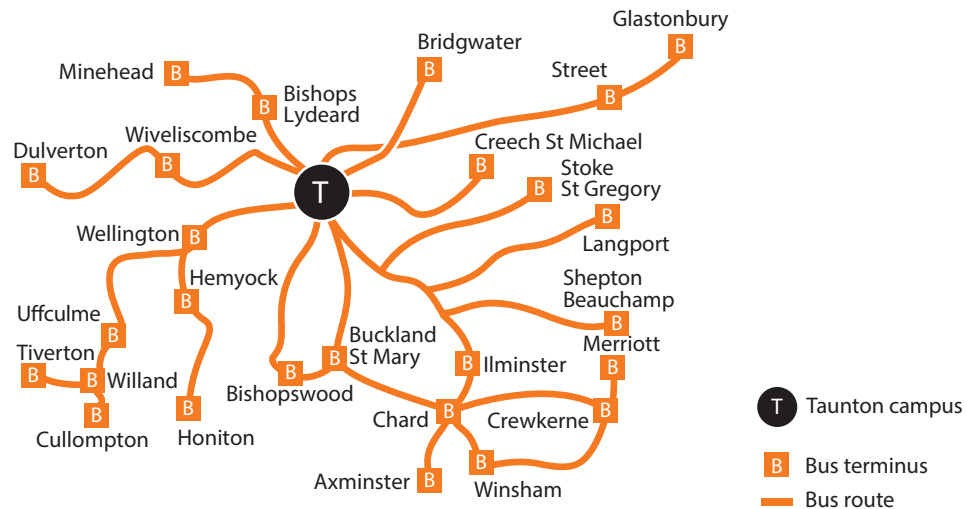 Glastonbury
Bridgwater
Minehead
B
B
B
Street
B
Bishops
Lydeard
B
Wiveliscombe
Creech St Michael
Dulverton
B
B
B
Stoke
St Gregory
B
T
Langport
B
Wellington
B
Hemyock
B
Shepton
Beauchamp
B
Uffculme
B
Buckland
St Mary
B
Merriott
B
Tiverton
B
Willand
B
Bishopswood
B
Ilminster
B
Cullompton
B
Honiton
B
Chard
B
Crewkerne
B
Axminster
B
Winsham
B
T
Taunton campus
B
Bus terminus
Bus route